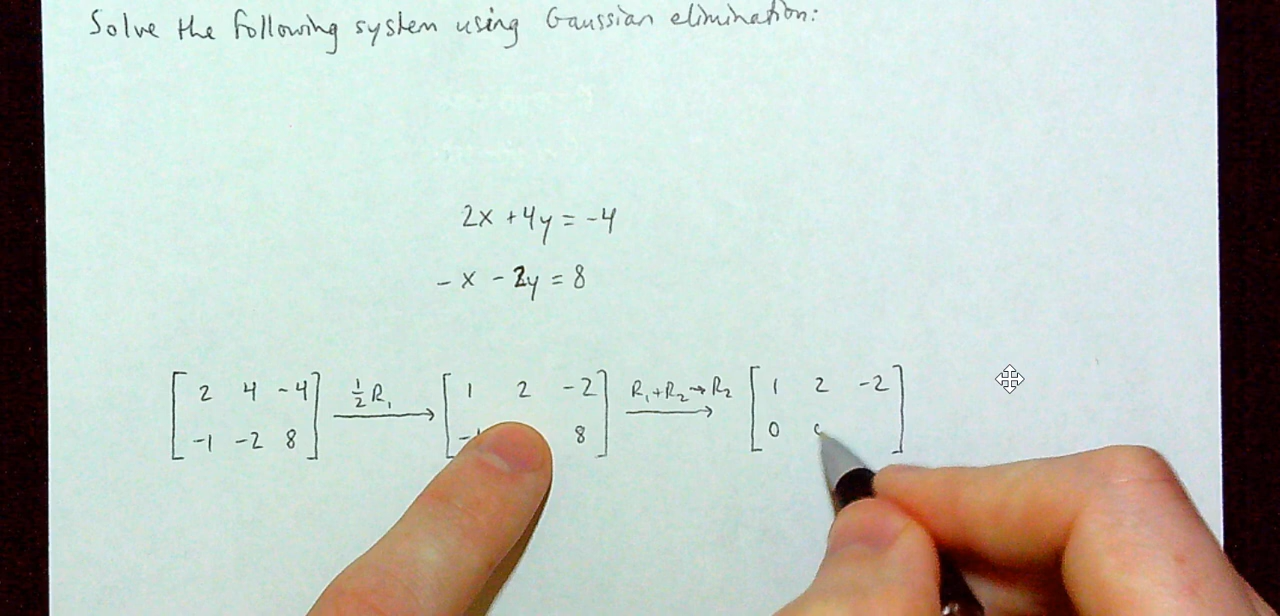 Solve the following system using Gaussian elimination:
2x + 4y = -4
-x - 2y = 8
[ 2 4 -4 ] ½R₁ → [ 1 2 -2 ] R₁+R₂→R₂ → [ 1 2 -2 ]
[ -1 -2 8 ] [ -1 8 ] [ 0 ]